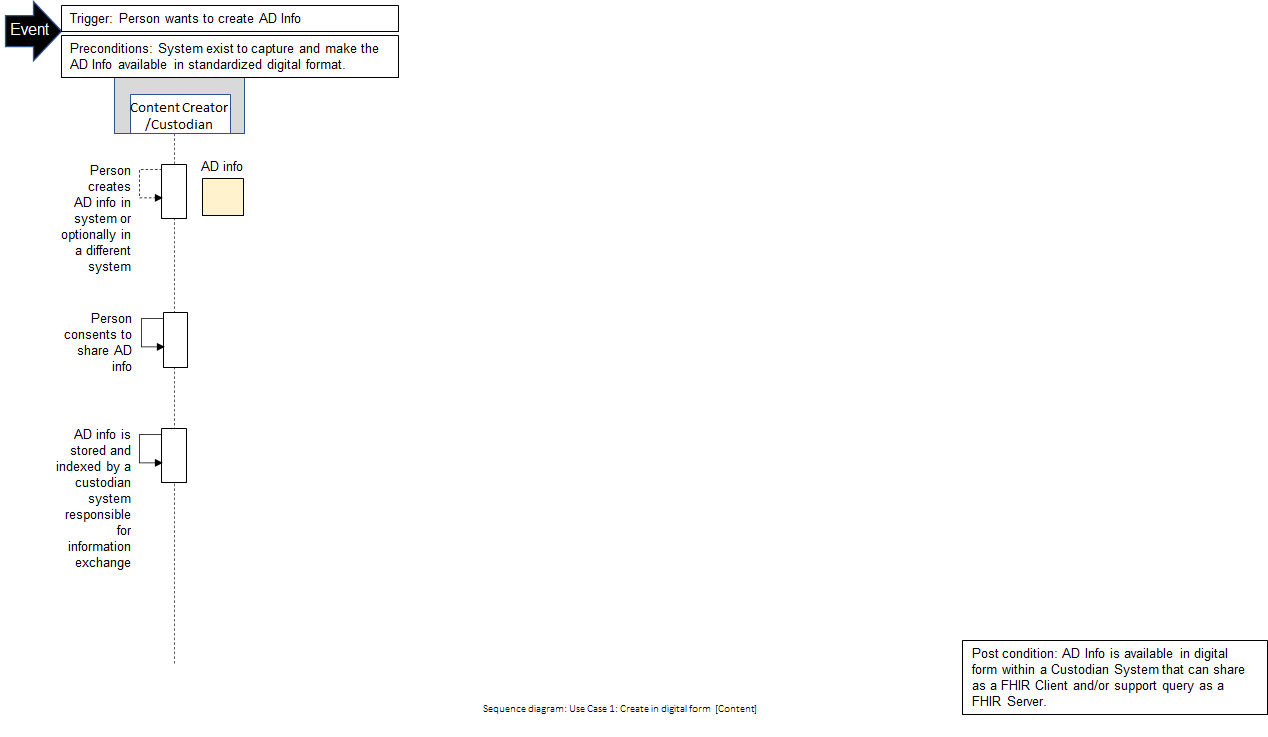 Event
Trigger: Person wants to create AD Info
Preconditions: System exist to capture and make the
AD Info available in standardized digital format.
Content Creator
/Custodian
Person
creates
AD info in
system or
optionally in
a different
system
AD info
Person
consents to
share AD
info
AD info is
stored and
indexed by a
custodian
system
responsible
for
information
exchange
Post condition: AD Info is available in digital
form within a Custodian System that can share
as a FHIR Client and/or support query as a
FHIR Server.
Sequence diagram: Use Case 1: Create in digital form [Content]